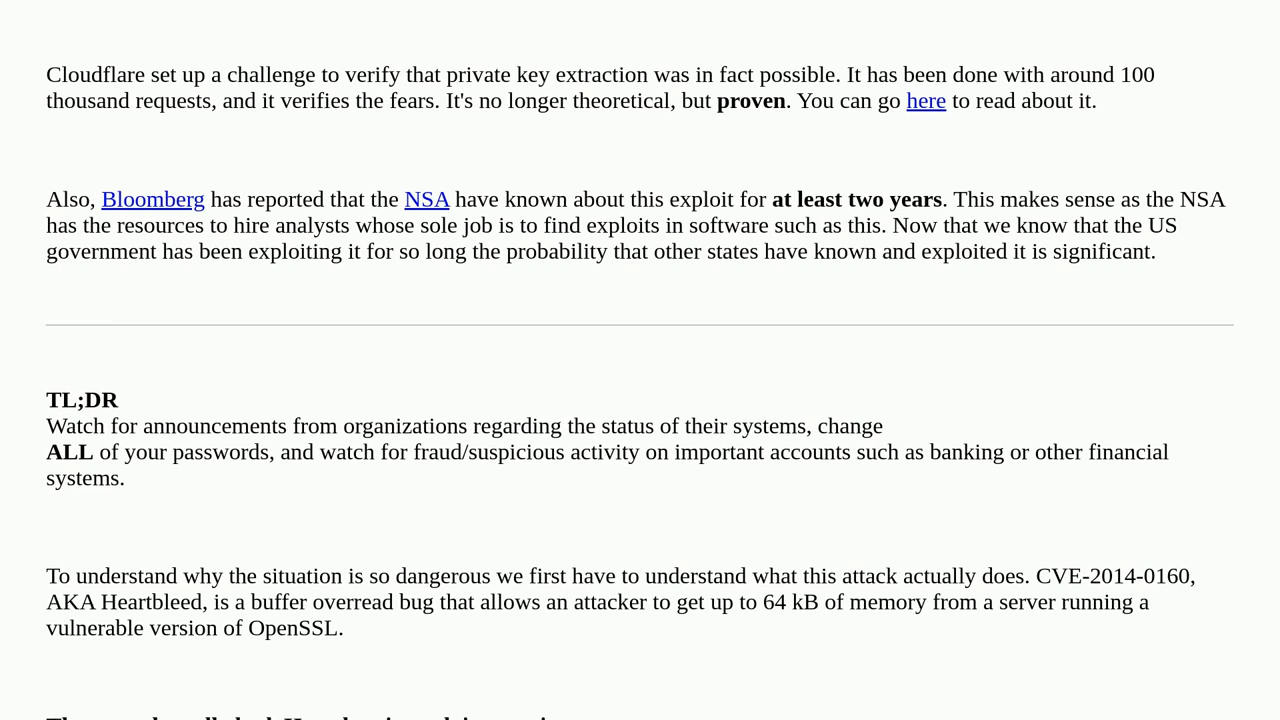 Cloudflare set up a challenge to verify that private key extraction was in fact possible. It has been done with around 100
thousand requests, and it verifies the fears. It's no longer theoretical, but proven. You can go here to read about it.
Also, Bloomberg has reported that the NSA have known about this exploit for at least two years. This makes sense as the NSA
has the resources to hire analysts whose sole job is to find exploits in software such as this. Now that we know that the US
government has been exploiting it for so long the probability that other states have known and exploited it is significant.
TL;DR
Watch for announcements from organizations regarding the status of their systems, change
ALL of your passwords, and watch for fraud/suspicious activity on important accounts such as banking or other financial
systems.
To understand why the situation is so dangerous we first have to understand what this attack actually does. CVE-2014-0160,
AKA Heartbleed, is a buffer overread bug that allows an attacker to get up to 64 kB of memory from a server running a
vulnerable version of OpenSSL.